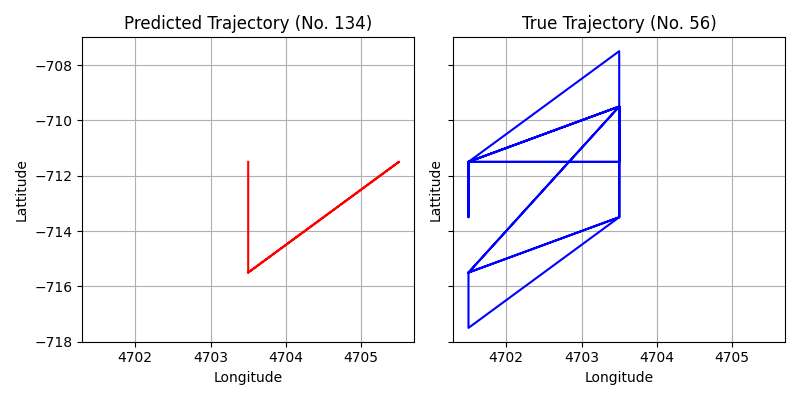 Predicted Trajectory (No. 134)
True Trajectory (No. 56)
Lattitude
−708
−710
−712
−714
−716
−718
4702
4703
4704
4705
Longitude
Lattitude
4702
4703
4704
4705
Longitude